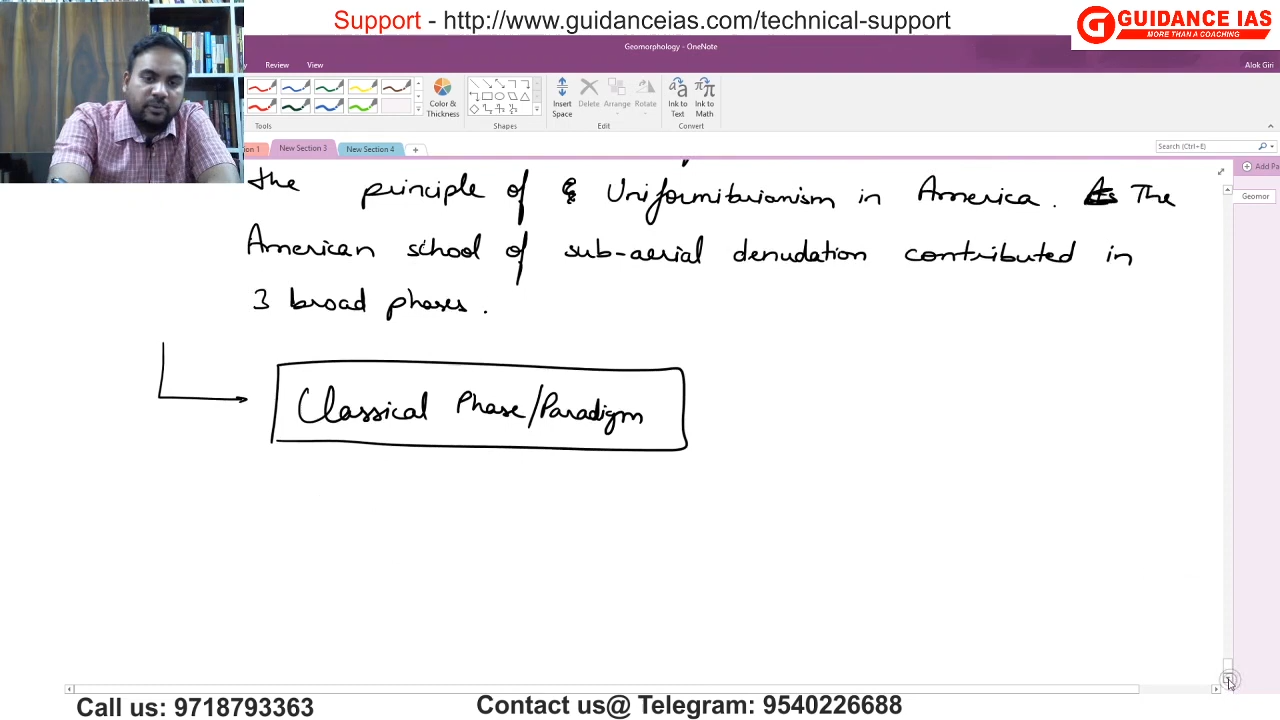 Support - http://www.guidanceias.com/technical-support
GUIDANCE IAS
MORE THAN A COACHING
Geomorphology - OneNote
Alok Giri
Review View
Color & Thickness
Insert Space
Delete
Arrange
Rotate
Ink to Text
Ink to Math
Tools
Shapes
Edit
Convert
New Section 3
New Section 4
Search (Ctrl+E)
Add Pa
Geomor
the principle of Uniformitarianism in America. The
American school of sub-aerial denudation contributed in
3 broad phases.
Classical Phase/Paradigm
Call us: 9718793363
Contact us@ Telegram: 9540226688